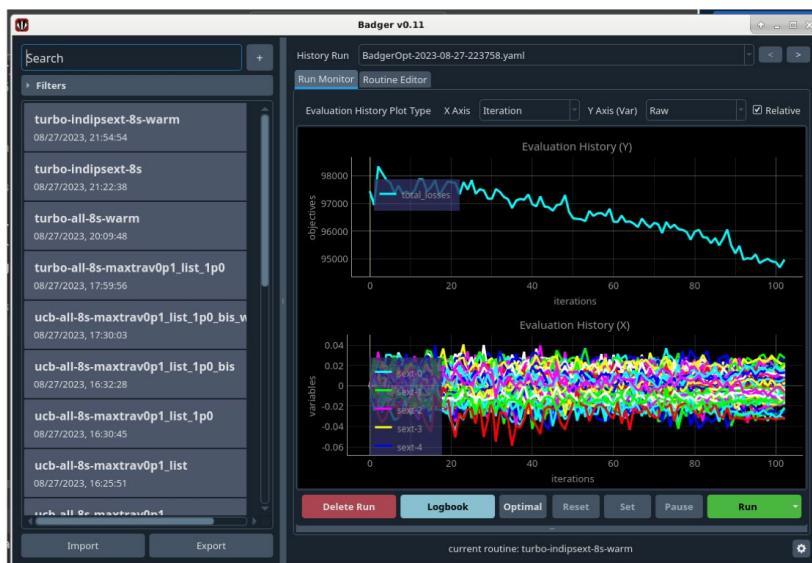 Badger v0.11
Search
+
Filters
turbo-indipsext-8s-warm
08/27/2023, 21:54:54
turbo-indipsext-8s
08/27/2023, 21:22:38
turbo-all-8s-warm
08/27/2023, 20:09:48
turbo-all-8s-maxtrav0p1_list_1p0
08/27/2023, 17:59:56
ucb-all-8s-maxtrav0p1_list_1p0_bis_w
08/27/2023, 17:30:03
ucb-all-8s-maxtrav0p1_list_1p0_bis
08/27/2023, 16:32:28
ucb-all-8s-maxtrav0p1_list_1p0
08/27/2023, 16:30:45
ucb-all-8s-maxtrav0p1_list
08/27/2023, 16:25:51
ucb-all-8s-maxtrav0p1
Import Export
History Run BadgerOpt-2023-08-27-223758.yaml < >
Run Monitor Routine Editor
Evaluation History Plot Type X Axis Iteration Y Axis (Var) Raw Relative
Evaluation History (Y)
98000
97000
96000
95000
objectives
total_losses
0 20 40 60 80 100
iterations
Evaluation History (X)
0.04
0.02
0
-0.02
-0.04
-0.06
variables
sext-0
sext-1
sext-2
sext-3
sext-4
0 20 40 60 80 100
iterations
Delete Run Logbook Optimal Reset Set Pause Run
current routine: turbo-indipsext-8s-warm